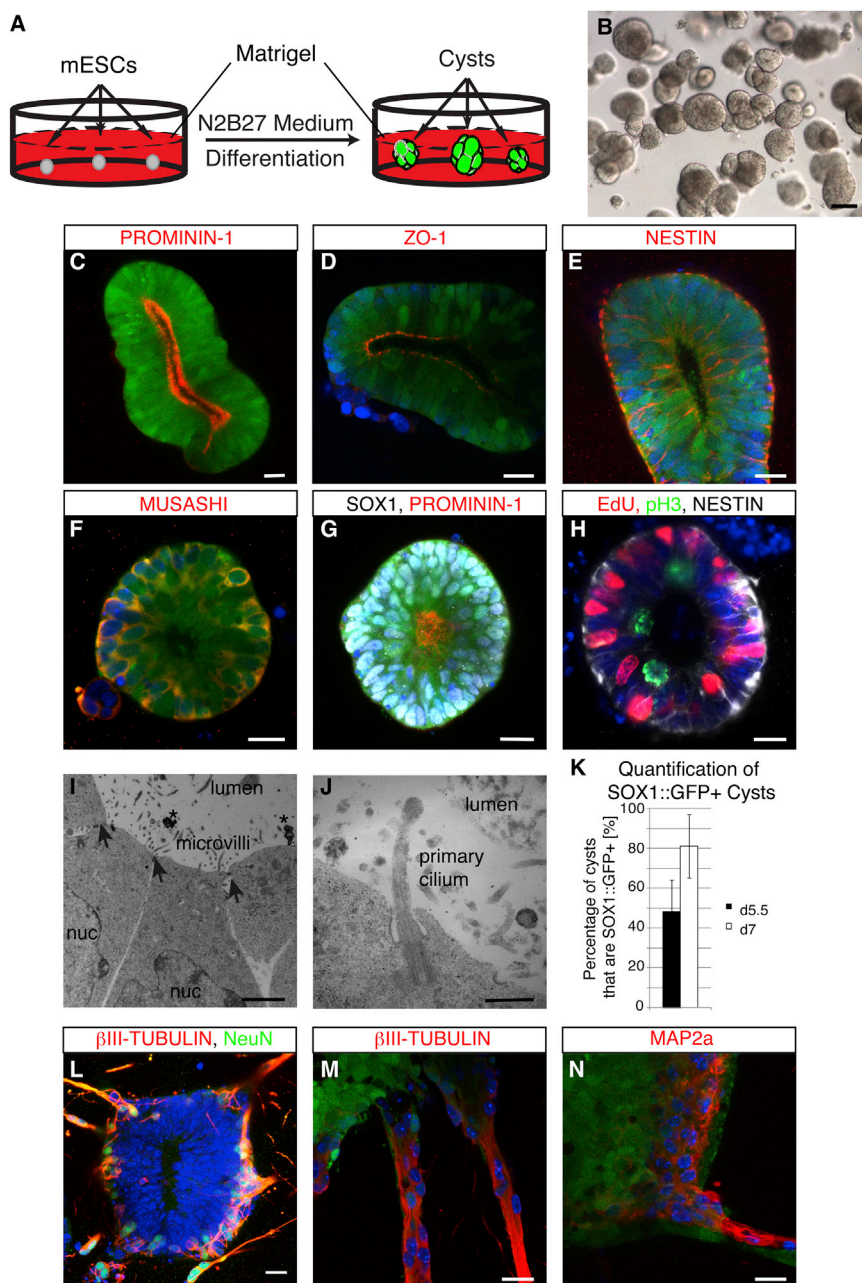 A
mESCs
Matrigel
Cysts
N2B27 Medium
Differentiation
B
PROMININ-1
ZO-1
NESTIN
C
D
E
MUSASHI
SOX1, PROMININ-1
EdU, pH3, NESTIN
F
G
H
I
lumen
*
*
microvilli
nuc
nuc
J
lumen
primary
cilium
K
Quantification of
SOX1::GFP+ Cysts
Percentage of cysts
that are SOX1::GFP+ [%]
100
80
60
40
20
0
d5.5
d7
βIII-TUBULIN, NeuN
βIII-TUBULIN
MAP2a
L
M
N